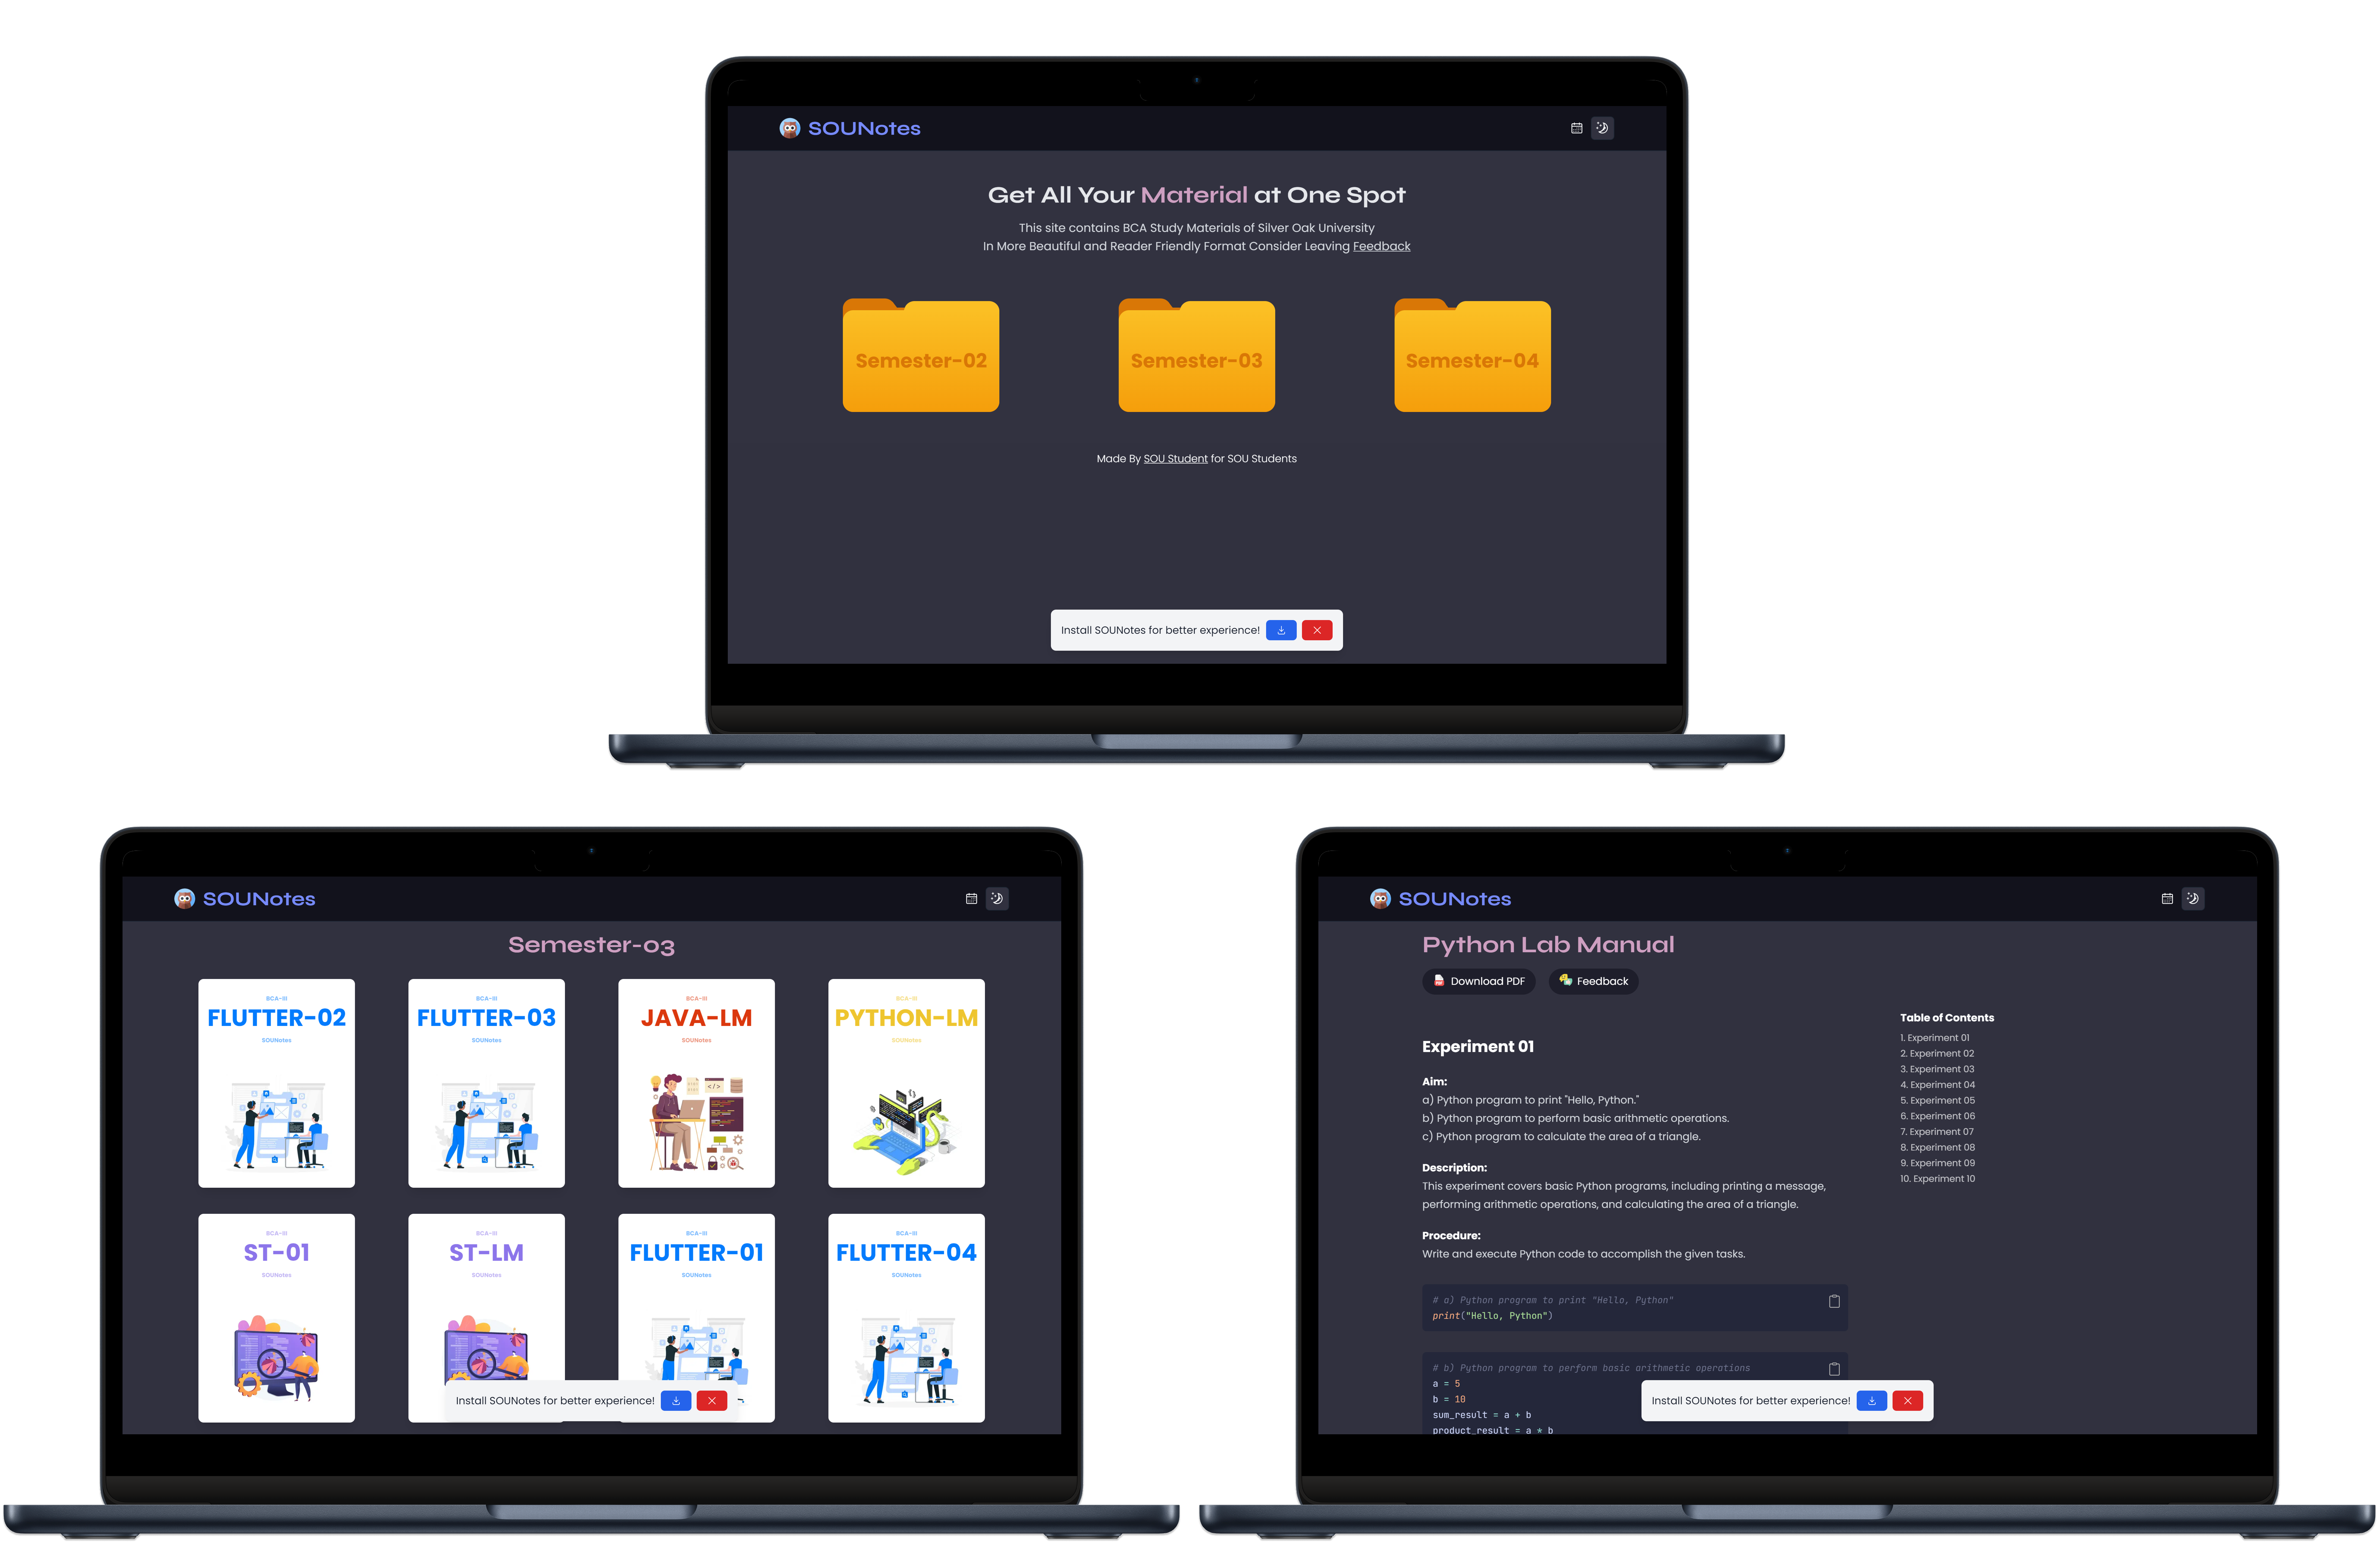 SOUNotes
Get All Your Material at One Spot
This site contains BCA Study Materials of Silver Oak University
In More Beautiful and Reader Friendly Format Consider Leaving Feedback
Semester-02
Semester-03
Semester-04
Made By SOU Student for SOU Students
Install SOUNotes for better experience!
SOUNotes
Semester-03
BCA-III
FLUTTER-02
SOUNotes
BCA-III
FLUTTER-03
SOUNotes
BCA-III
JAVA-LM
SOUNotes
BCA-III
PYTHON-LM
SOUNotes
BCA-III
ST-01
SOUNotes
BCA-III
ST-LM
SOUNotes
BCA-III
FLUTTER-01
SOUNotes
BCA-III
FLUTTER-04
SOUNotes
Install SOUNotes for better experience!
SOUNotes
Python Lab Manual
Download PDF
Feedback
Experiment 01
Aim:
a) Python program to print "Hello, Python."
b) Python program to perform basic arithmetic operations.
c) Python program to calculate the area of a triangle.
Description:
This experiment covers basic Python programs, including printing a message,
performing arithmetic operations, and calculating the area of a triangle.
Procedure:
Write and execute Python code to accomplish the given tasks.
# a) Python program to print "Hello, Python"
print("Hello, Python")
# b) Python program to perform basic arithmetic operations
a = 5
b = 10
sum_result = a + b
product_result = a * b
Table of Contents
1. Experiment 01
2. Experiment 02
3. Experiment 03
4. Experiment 04
5. Experiment 05
6. Experiment 06
7. Experiment 07
8. Experiment 08
9. Experiment 09
10. Experiment 10
Install SOUNotes for better experience!